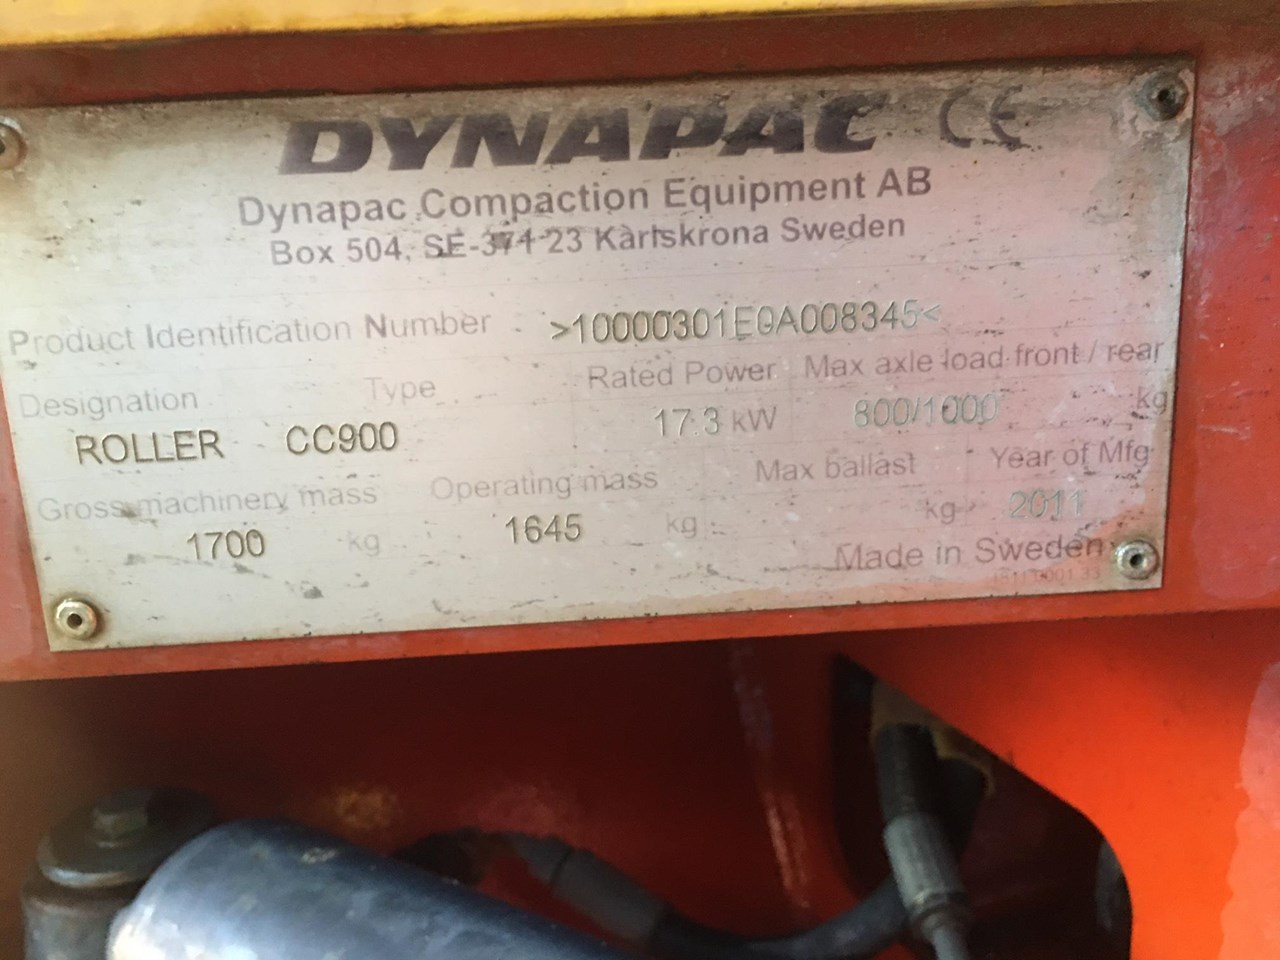 DYNAPAC CE
Dynapac Compaction Equipment AB
Box 504, SE-371 23 Karlskrona Sweden
Product Identification Number >10000301E0A008345<
Designation Type Rated Power Max axle load front / rear
ROLLER CC900 17.3 kW 800/1000 kg
Gross machinery mass Operating mass Max ballast Year of Mfg
1700 kg 1645 kg kg 2011
Made in Sweden